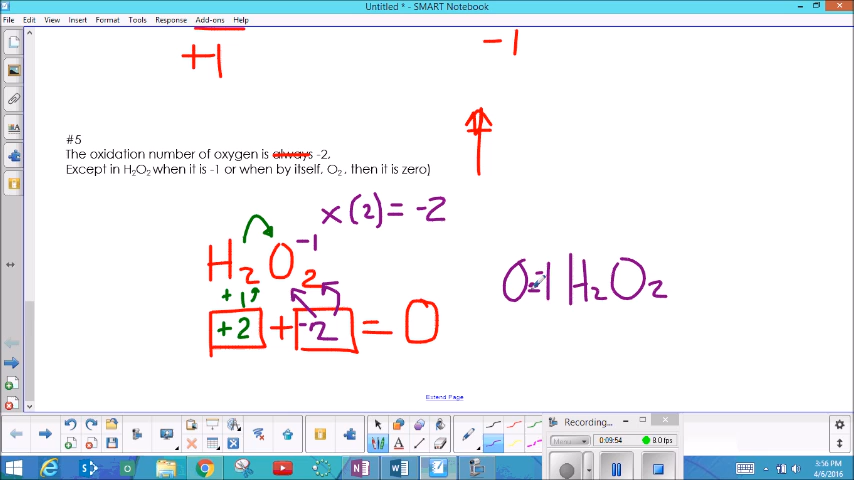 Untitled * - SMART Notebook
File Edit View Insert Format Tools Response Add-ons Help
+1
-1
#5
The oxidation number of oxygen is always -2,
Except in H₂O₂ when it is -1 or when by itself, O₂ , then it is zero)
x (2) = -2
H₂O₂ -1
+1
+2 + -2 = 0
O=-1 H₂O₂
Extend Page
Recording...
Menu
0:09:54
8.0 fps
3:56 PM
4/6/2016